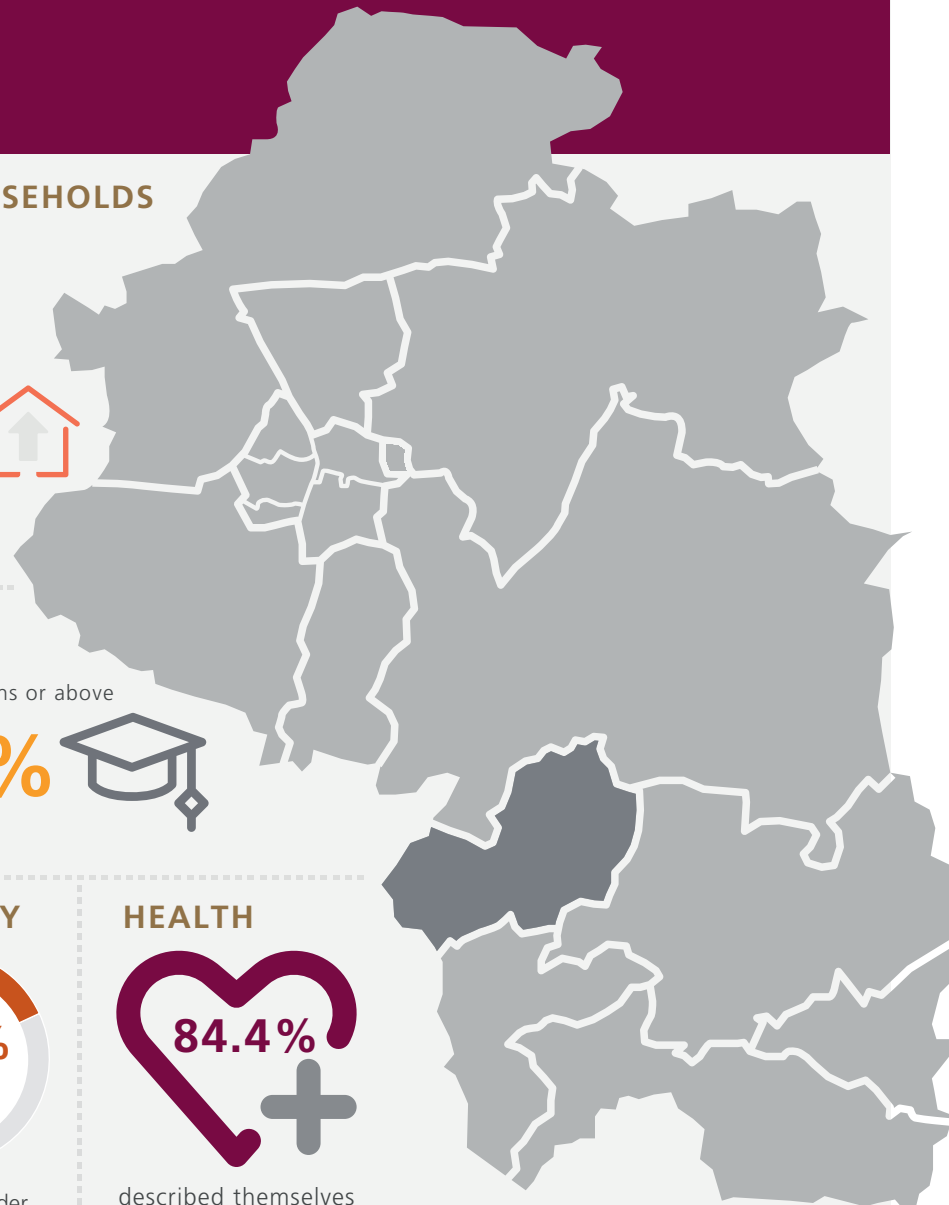 SEHOLDS
ns or above
%
Y
%
der
HEALTH
84.4%
described themselves